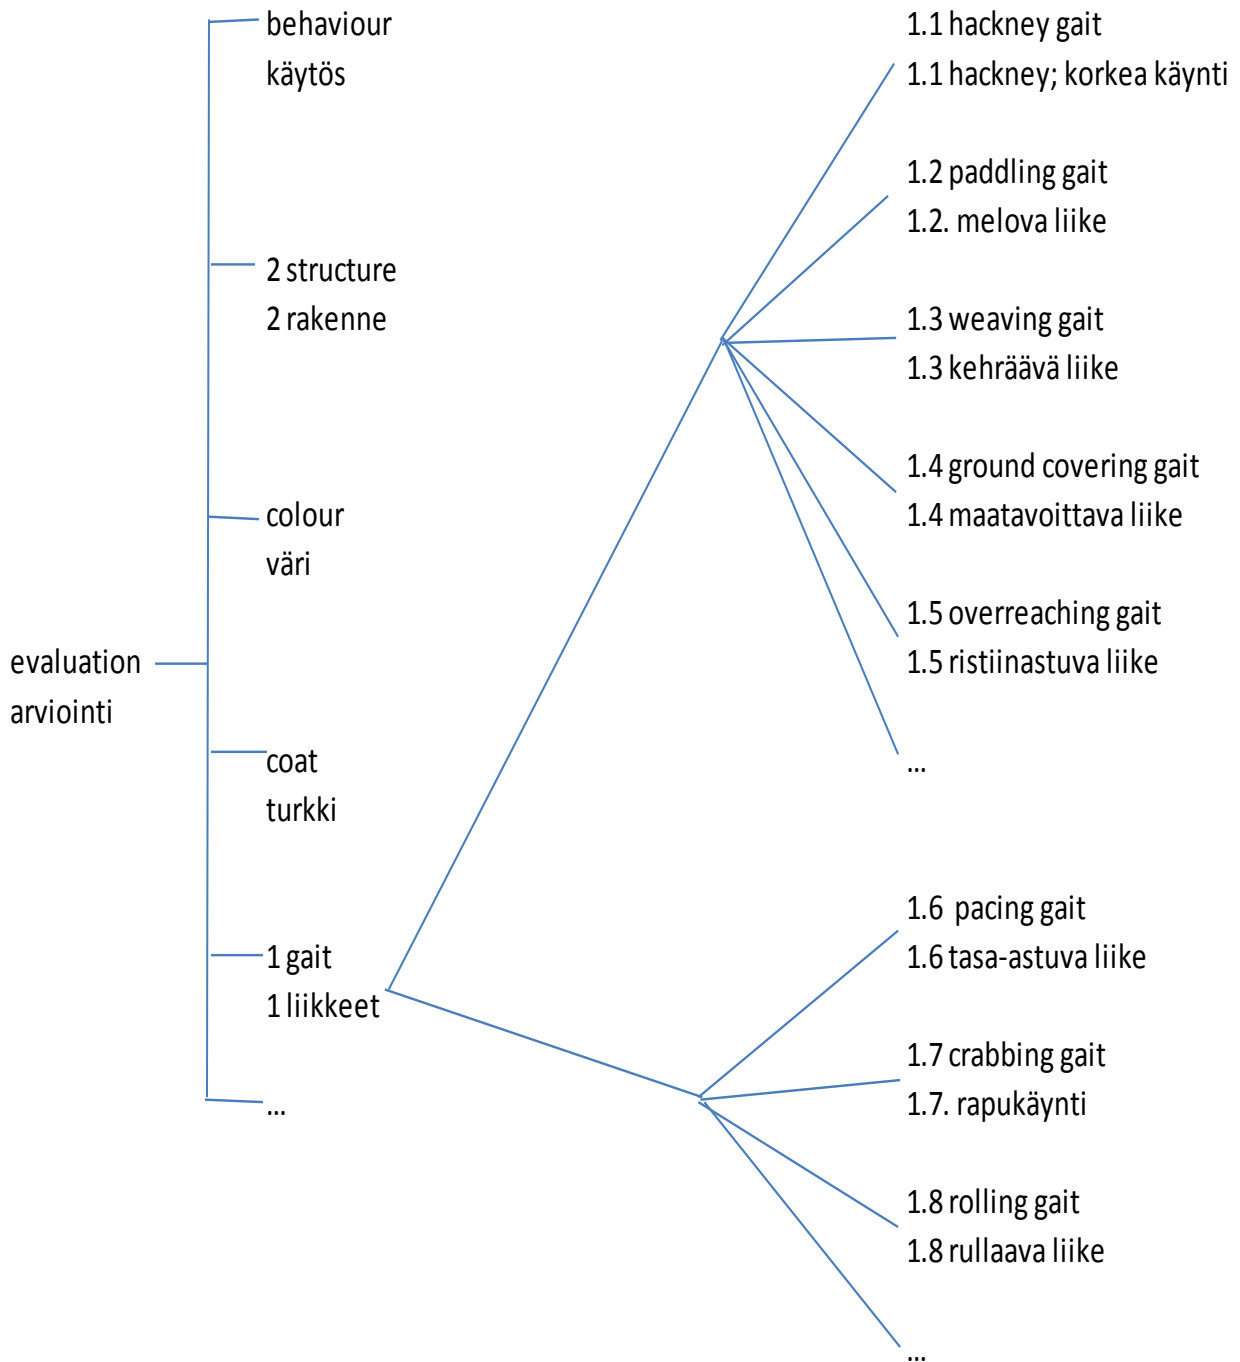 behaviour
käytös
2 structure
2 rakenne
colour
väri
evaluation
arviointi
coat
turkki
1 gait
1 liikkeet
...
1.1 hackney gait
1.1 hackney; korkea käynti
1.2 paddling gait
1.2. melova liike
1.3 weaving gait
1.3 kehräävä liike
1.4 ground covering gait
1.4 maatavoittava liike
1.5 overreaching gait
1.5 ristiinastuva liike
...
1.6 pacing gait
1.6 tasa-astuva liike
1.7 crabbing gait
1.7. rapukäynti
1.8 rolling gait
1.8 rullaava liike
...